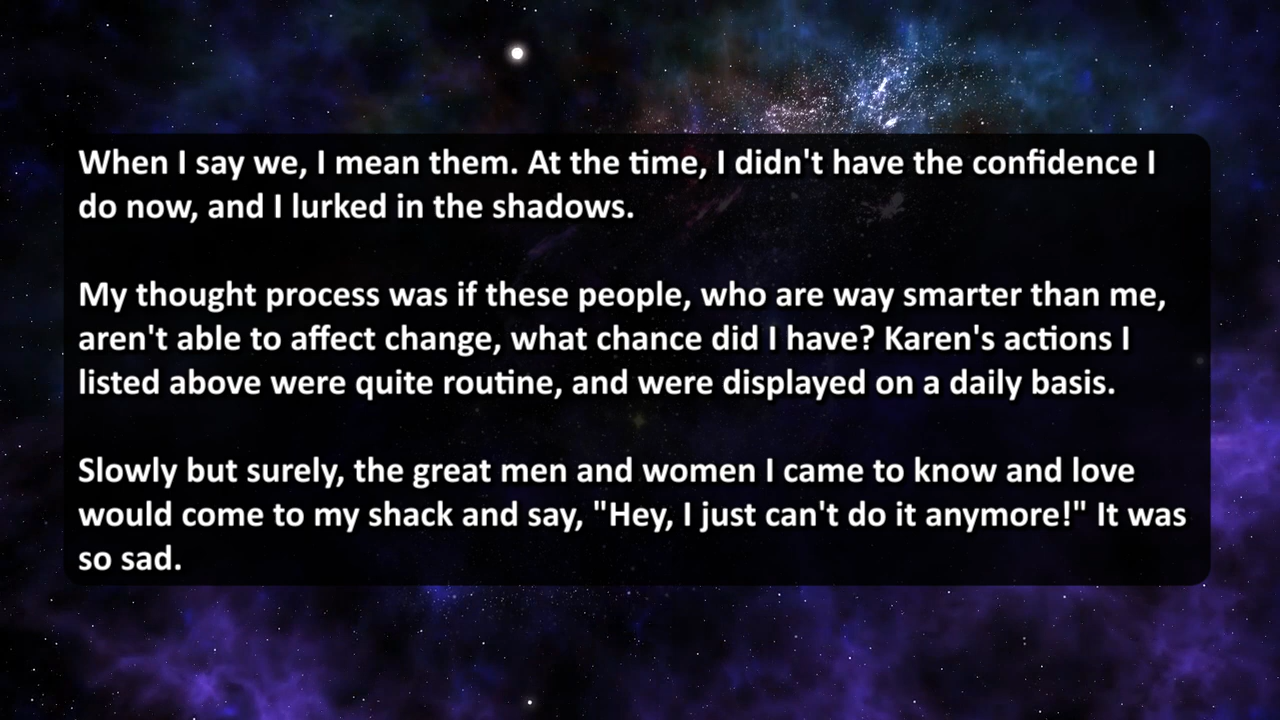 When I say we, I mean them. At the time, I didn't have the confidence I
do now, and I lurked in the shadows.
My thought process was if these people, who are way smarter than me,
aren't able to affect change, what chance did I have? Karen's actions I
listed above were quite routine, and were displayed on a daily basis.
Slowly but surely, the great men and women I came to know and love
would come to my shack and say, "Hey, I just can't do it anymore!" It was
so sad.